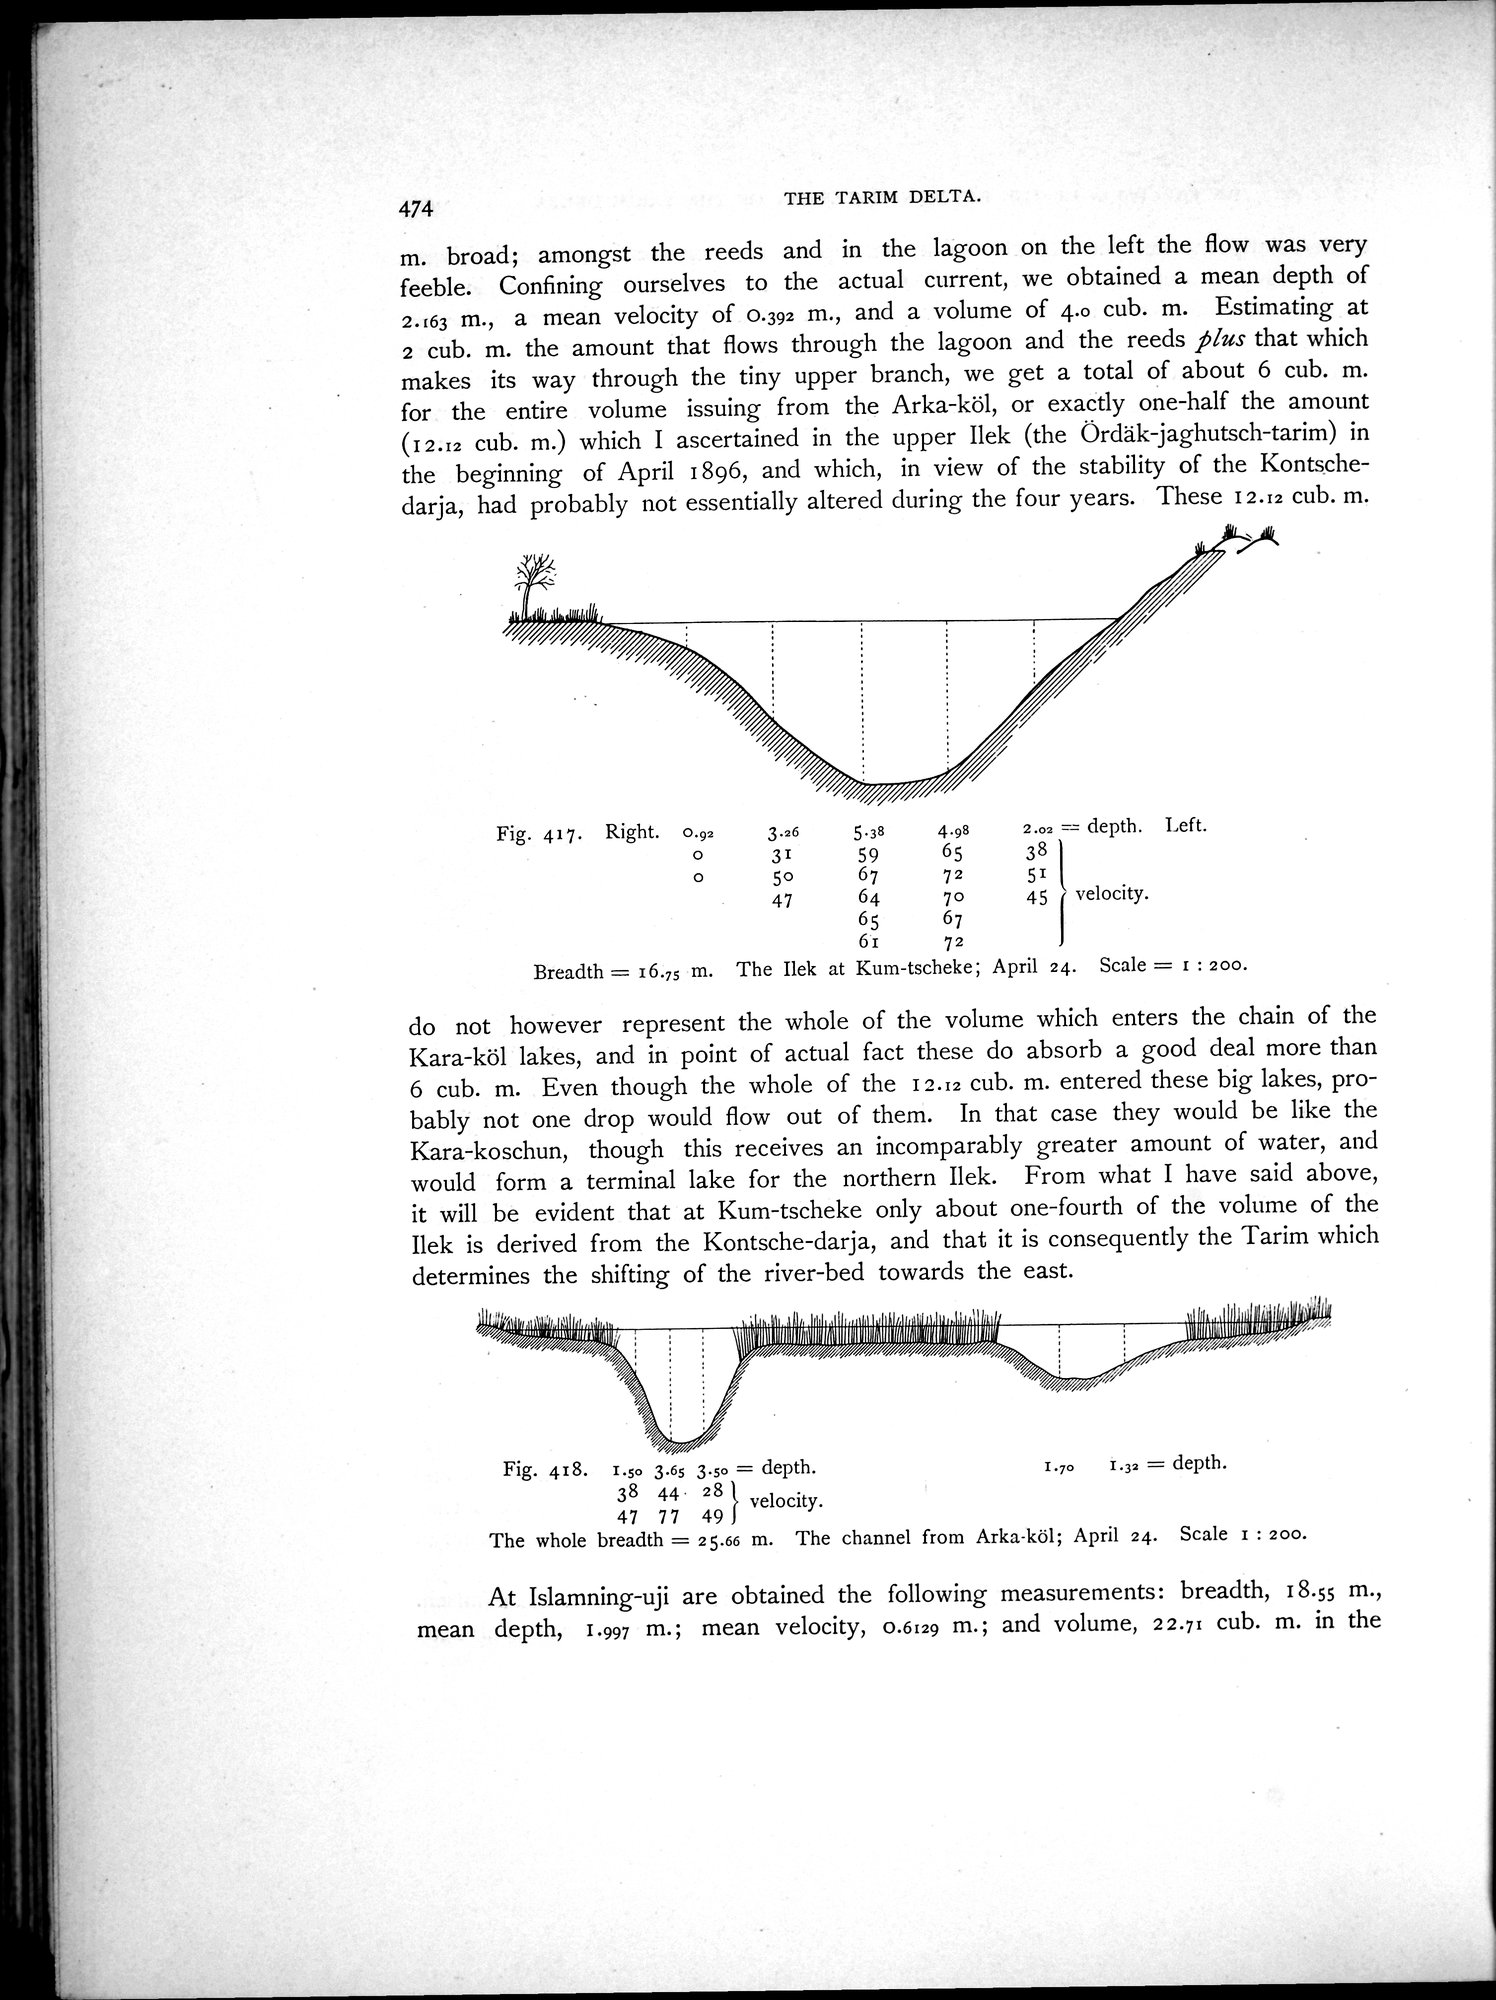 474
THE TARIM DELTA.
m. broad; amongst the reeds and in the lagoon on the left the flow was very
feeble. Confining ourselves to the actual current, we obtained a mean depth of
2.163 m., a mean velocity of 0.392 m., and a volume of 4.0 cub. m. Estimating at
2 cub. m. the amount that flows through the lagoon and the reeds plus that which
makes its way through the tiny upper branch, we get a total of about 6 cub. m.
for the entire volume issuing from the Arka-köl, or exactly one-half the amount
(12.12 cub. m.) which I ascertained in the upper Ilek (the Ördäk-jaghutsch-tarim) in
the beginning of April 1896, and which, in view of the stability of the Kontsche-
darja, had probably not essentially altered during the four years. These 12.12 cub. m.
Fig. 417. Right. 0.92 3.26 5.38 4.98 2.02 = depth. Left.
0 31 59 65 38
0 50 67 72 51
47 64 70 45 velocity.
65 67
61 72
Breadth = 16.75 m. The Ilek at Kum-tscheke; April 24. Scale = 1 : 200.
do not however represent the whole of the volume which enters the chain of the
Kara-köl lakes, and in point of actual fact these do absorb a good deal more than
6 cub. m. Even though the whole of the 12.12 cub. m. entered these big lakes, pro-
bably not one drop would flow out of them. In that case they would be like the
Kara-koschun, though this receives an incomparably greater amount of water, and
would form a terminal lake for the northern Ilek. From what I have said above,
it will be evident that at Kum-tscheke only about one-fourth of the volume of the
Ilek is derived from the Kontsche-darja, and that it is consequently the Tarim which
determines the shifting of the river-bed towards the east.
Fig. 418. 1.50 3.65 3.50 = depth. 1.70 1.32 = depth.
38 44 28
velocity.
47 77 49
The whole breadth = 25.66 m. The channel from Arka-köl; April 24. Scale 1 : 200.
At Islamning-uji are obtained the following measurements: breadth, 18.55 m.,
mean depth, 1.997 m.; mean velocity, 0.6129 m.; and volume, 22.71 cub. m. in the